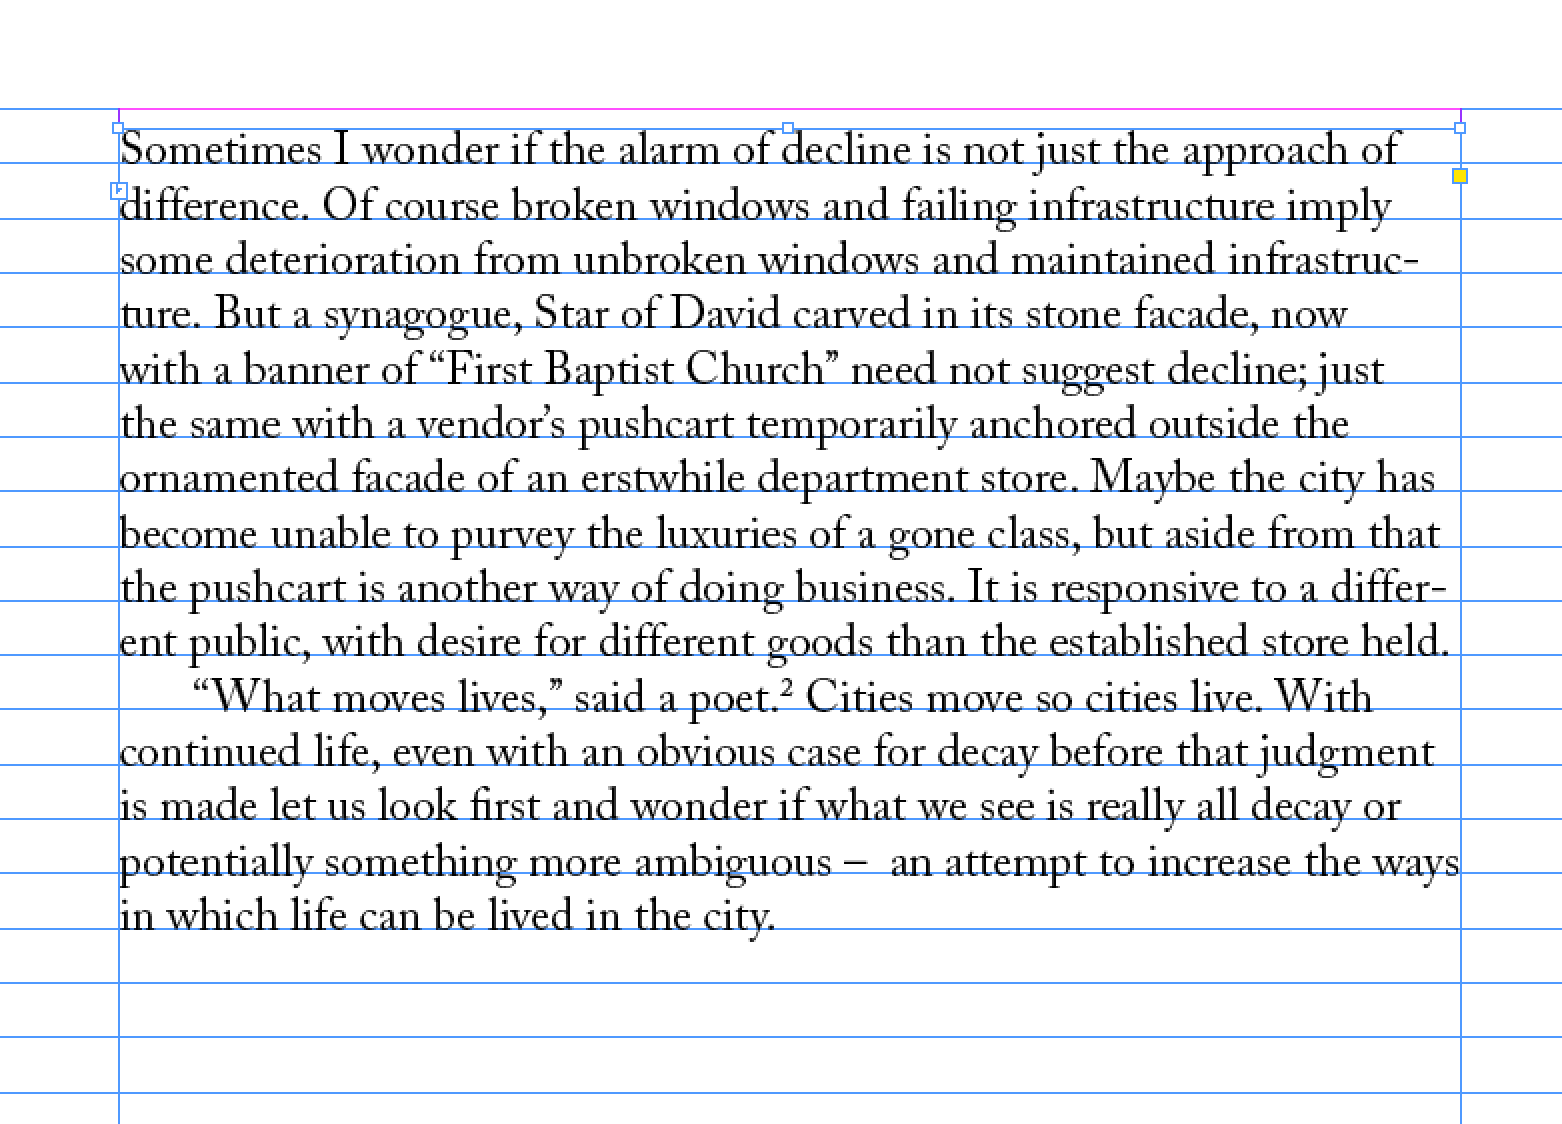 Sometimes I wonder if the alarm of decline is not just the approach of
difference. Of course broken windows and failing infrastructure imply
some deterioration from unbroken windows and maintained infrastruc-
ture. But a synagogue, Star of David carved in its stone facade, now
with a banner of “First Baptist Church” need not suggest decline; just
the same with a vendor’s pushcart temporarily anchored outside the
ornamented facade of an erstwhile department store. Maybe the city has
become unable to purvey the luxuries of a gone class, but aside from that
the pushcart is another way of doing business. It is responsive to a differ-
ent public, with desire for different goods than the established store held.
“What moves lives,” said a poet.² Cities move so cities live. With
continued life, even with an obvious case for decay before that judgment
is made let us look first and wonder if what we see is really all decay or
potentially something more ambiguous –  an attempt to increase the ways
in which life can be lived in the city.